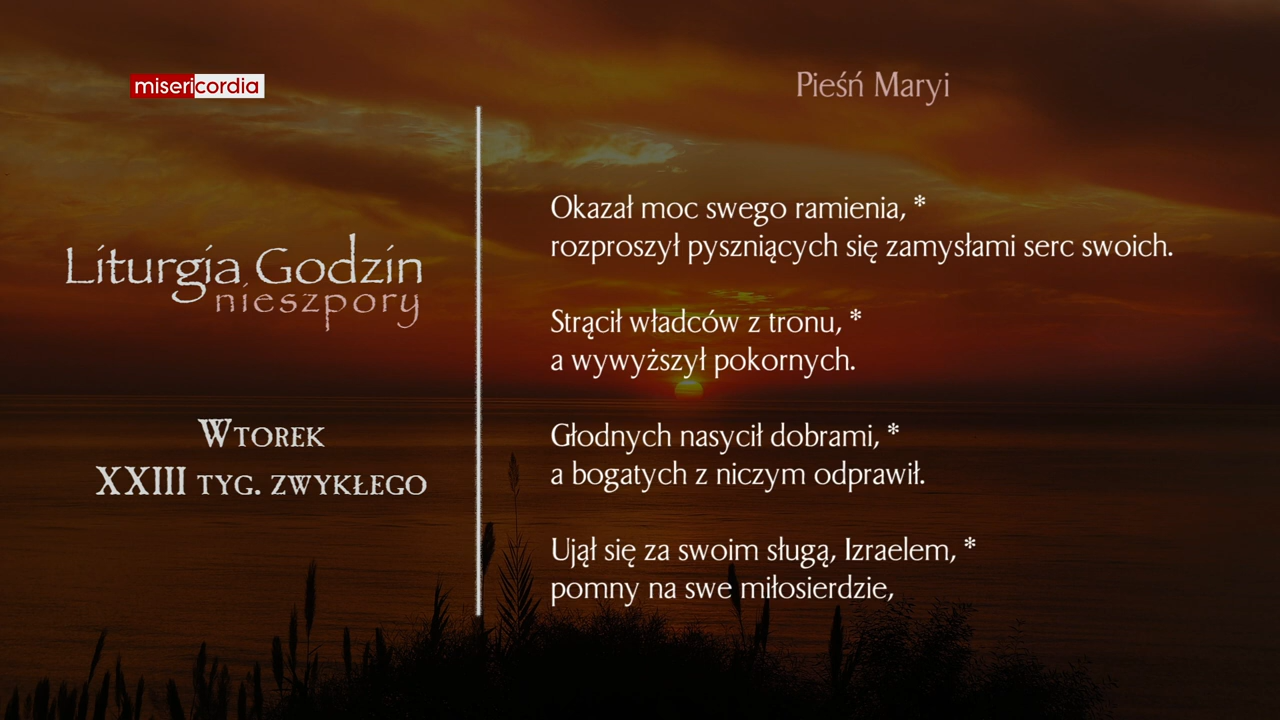 misericordia
Liturgia Godzin
nieszpory
Wtorek
XXIII tyg. zwykłego
Pieśń Maryi
Okazał moc swego ramienia, *
rozproszył pyszniących się zamysłami serc swoich.
Strącił władców z tronu, *
a wywyższył pokornych.
Głodnych nasycił dobrami, *
a bogatych z niczym odprawił.
Ujął się za swoim sługą, Izraelem, *
pomny na swe miłosierdzie,